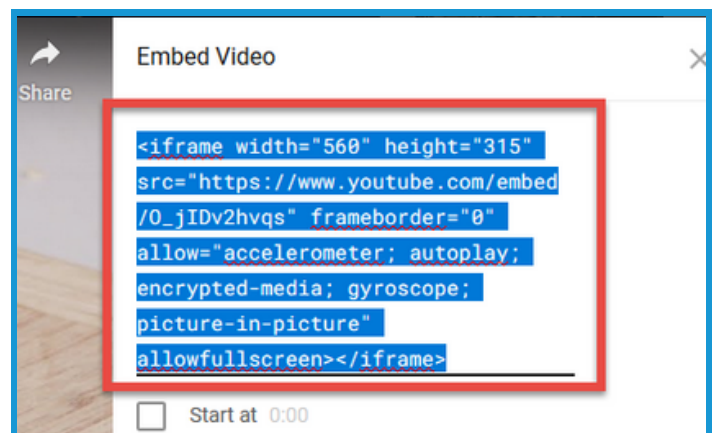 Embed Video
Share
<iframe width="560" height="315"
src="https://www.youtube.com/embed
/O_jIDv2hvqs" frameborder="0"
allow="accelerometer; autoplay;
encrypted-media; gyroscope;
picture-in-picture"
allowfullscreen></iframe>
Start at 0:00